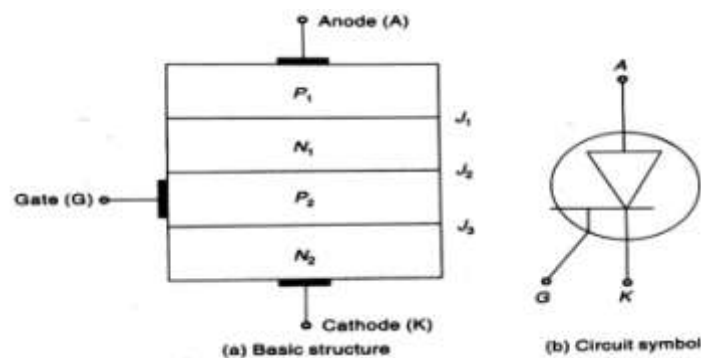 Anode (A)
P₁
J₁
N₁
J₂
Gate (G)
P₂
J₃
N₂
Cathode (K)
(a) Basic structure
A
G
K
(b) Circuit symbol